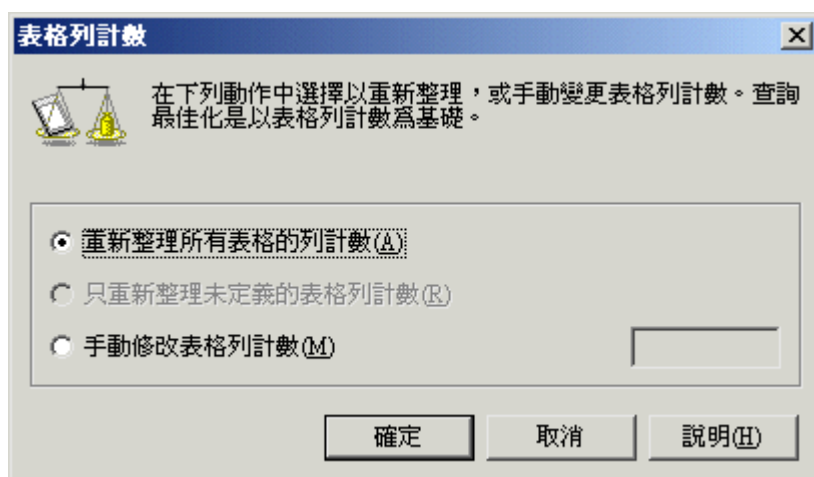 表格列計數
在下列動作中選擇以重新整理，或手動變更表格列計數。查詢
最佳化是以表格列計數爲基礎。
重新整理所有表格的列計數(A)
只重新整理未定義的表格列計數(R)
手動修改表格列計數(M)
確定
取消
說明(H)